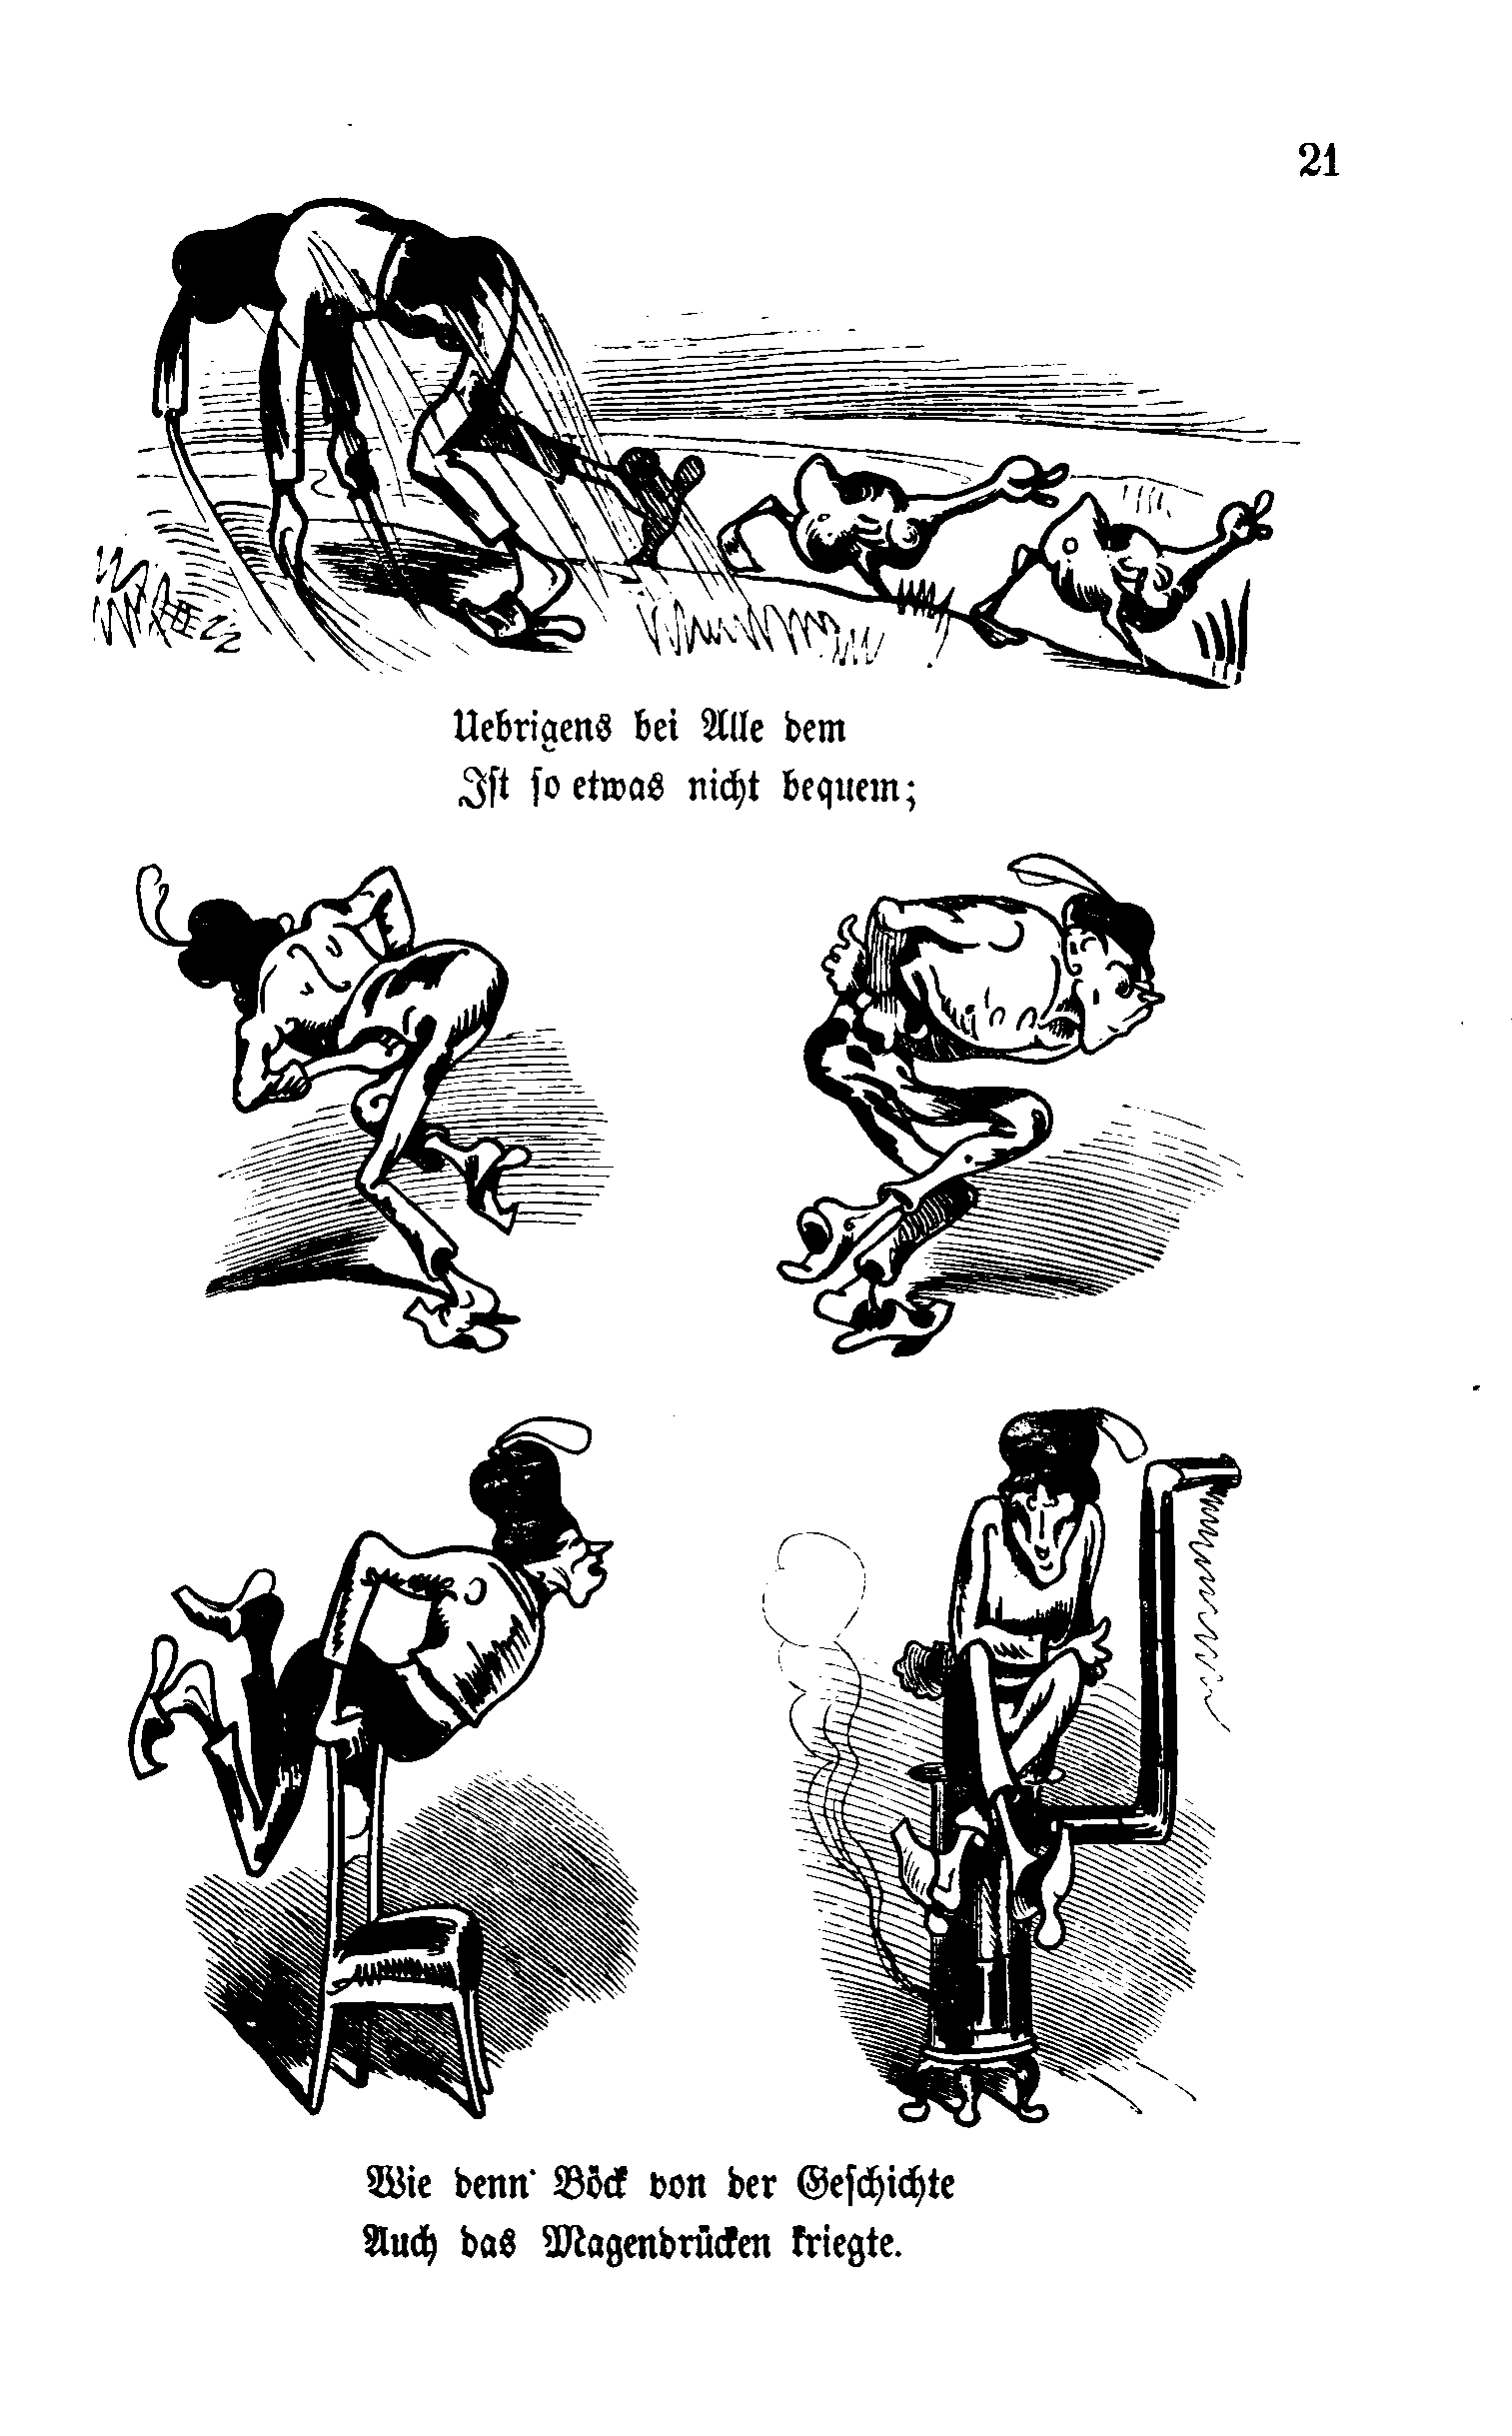 21
Uebrigens bei Alle dem
Ist so etwas nicht bequem;
Wie denn Böck von der Geschichte
Auch das Magendrücken kriegte.